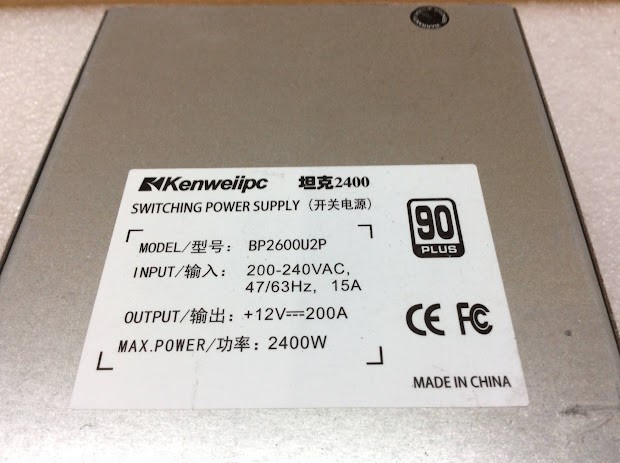 Kenweiipc 坦克2400
SWITCHING POWER SUPPLY (开关电源)
MODEL/型号: BP2600U2P
INPUT/输入: 200-240VAC,
47/63Hz, 15A
OUTPUT/输出: +12V⎓200A
MAX.POWER/功率: 2400W
90
PLUS
CE FC
MADE IN CHINA